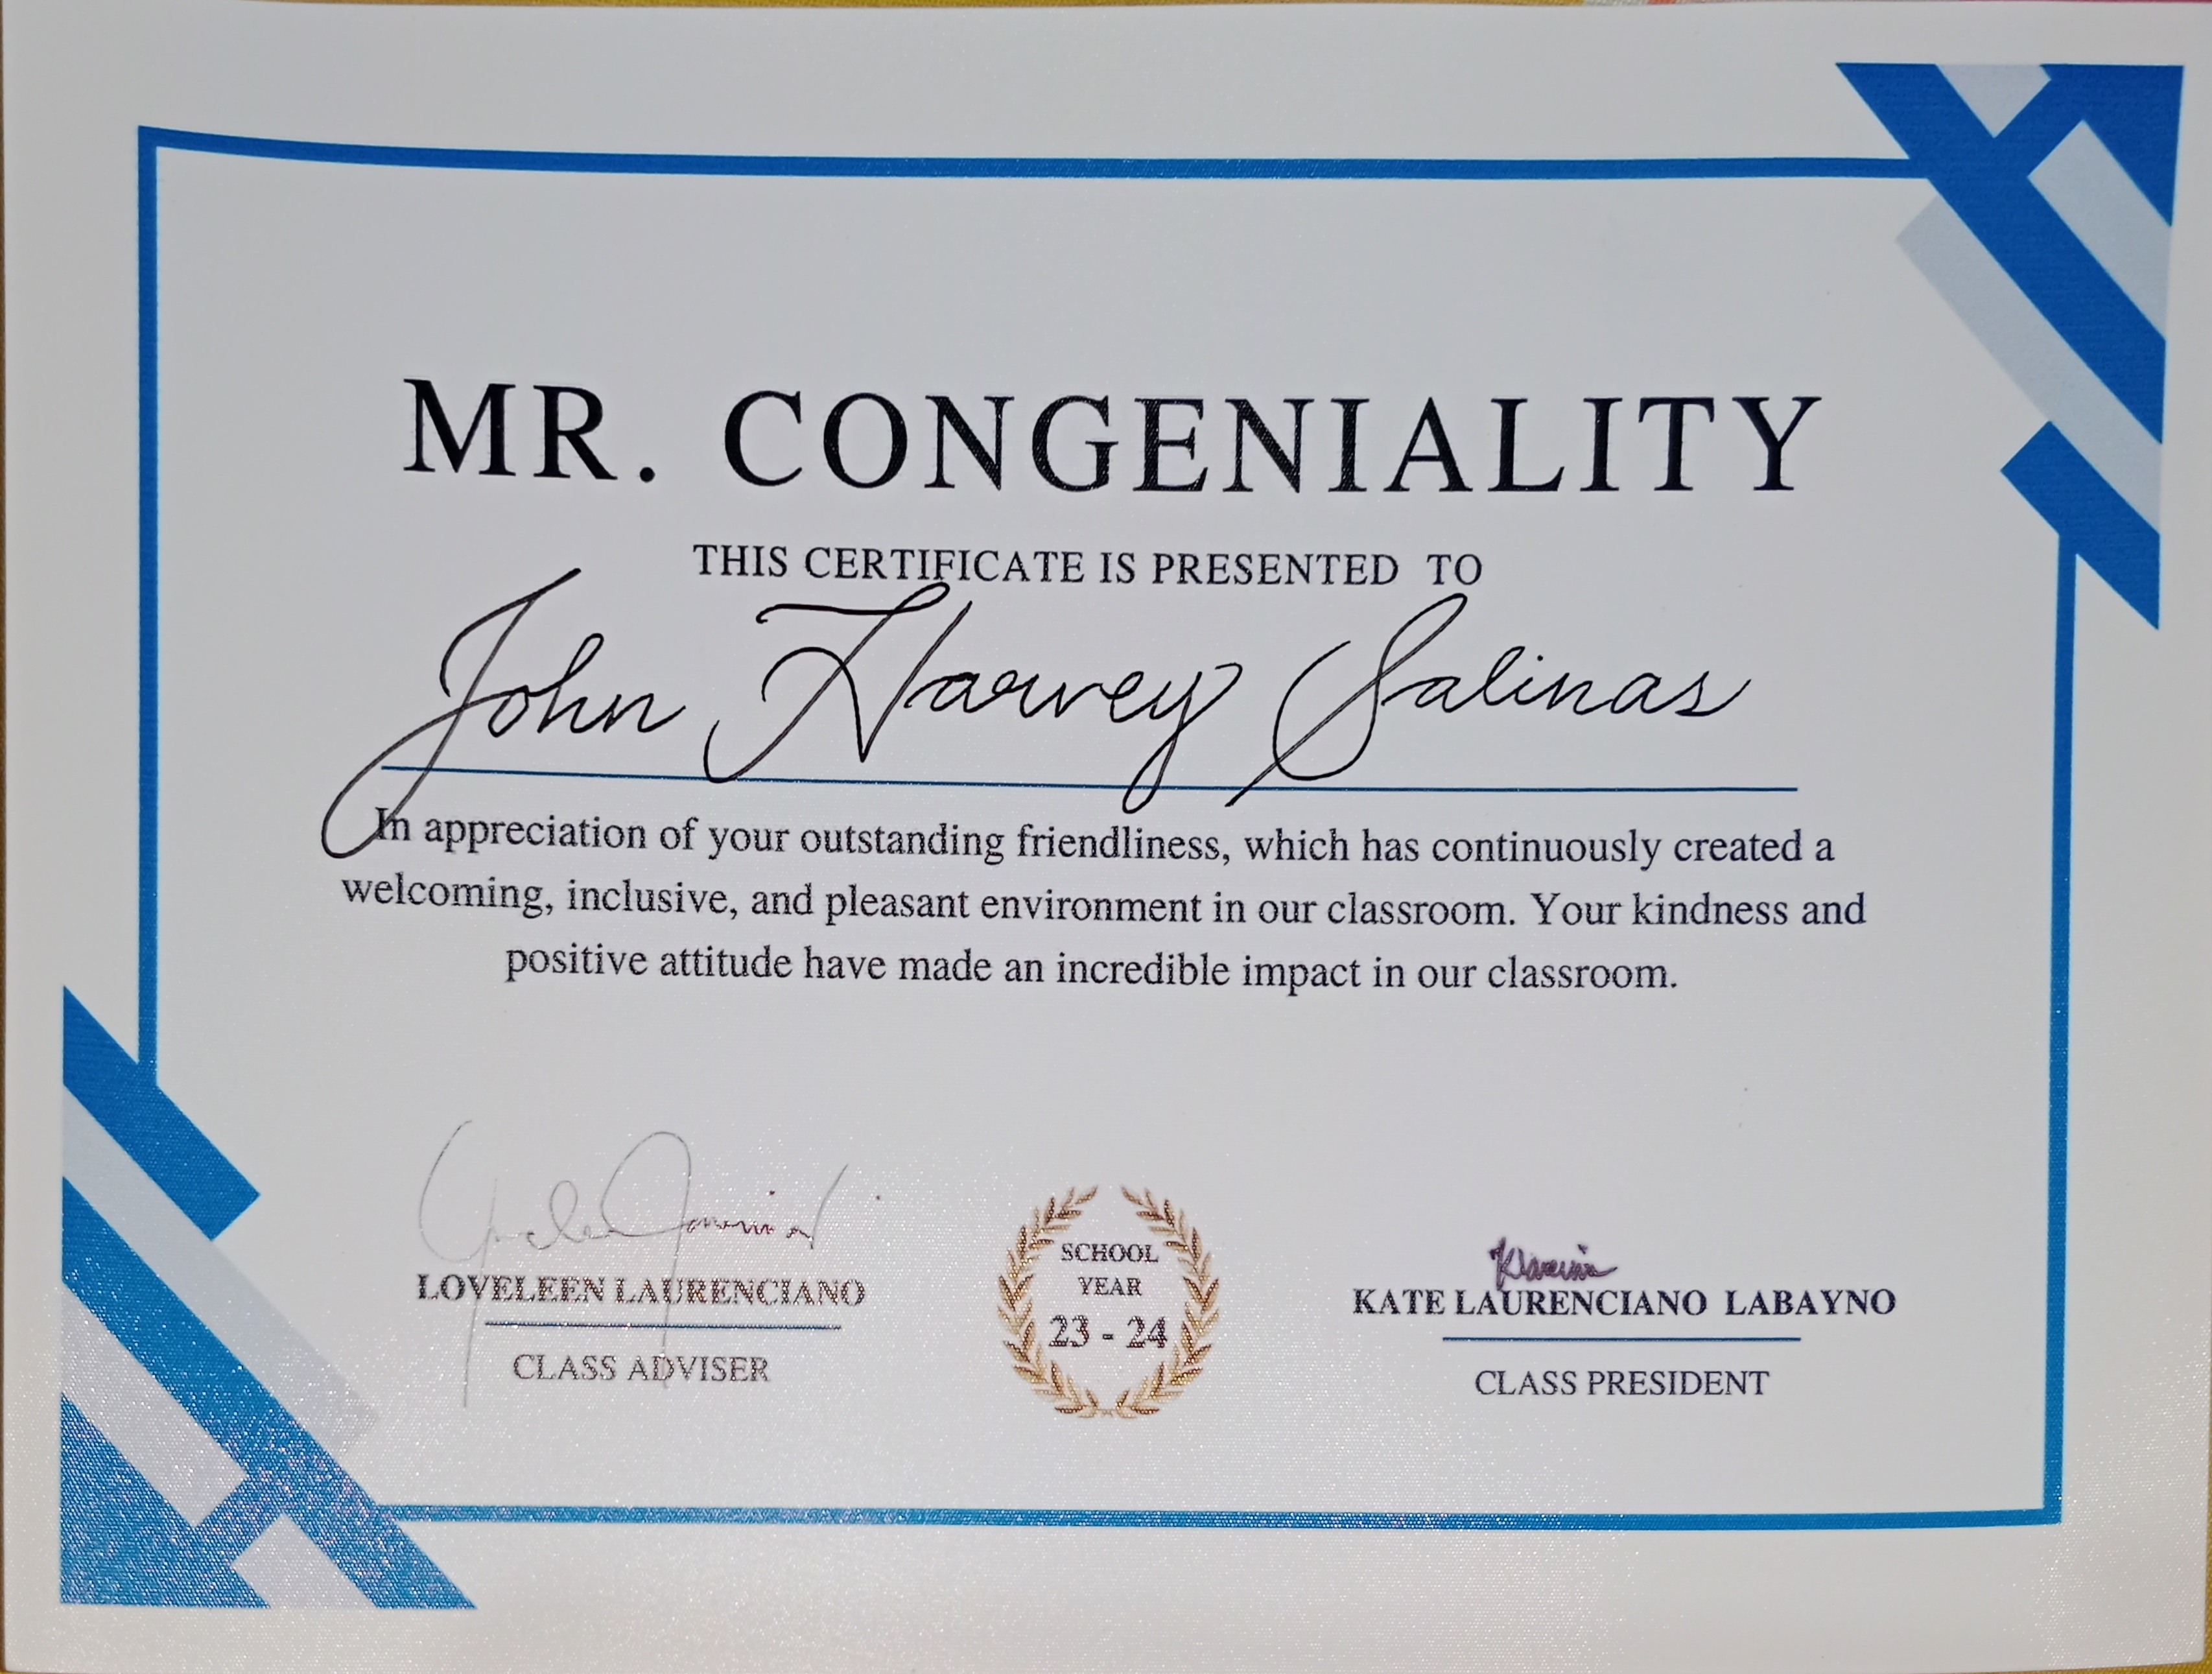 MR. CONGENIALITY
THIS CERTIFICATE IS PRESENTED TO
John Harvey Salinas
In appreciation of your outstanding friendliness, which has continuously created a
welcoming, inclusive, and pleasant environment in our classroom. Your kindness and
positive attitude have made an incredible impact in our classroom.
LOVELEEN LAURENCIANO
CLASS ADVISER
SCHOOL
YEAR
23 - 24
KATE LAURENCIANO LABAYNO
CLASS PRESIDENT